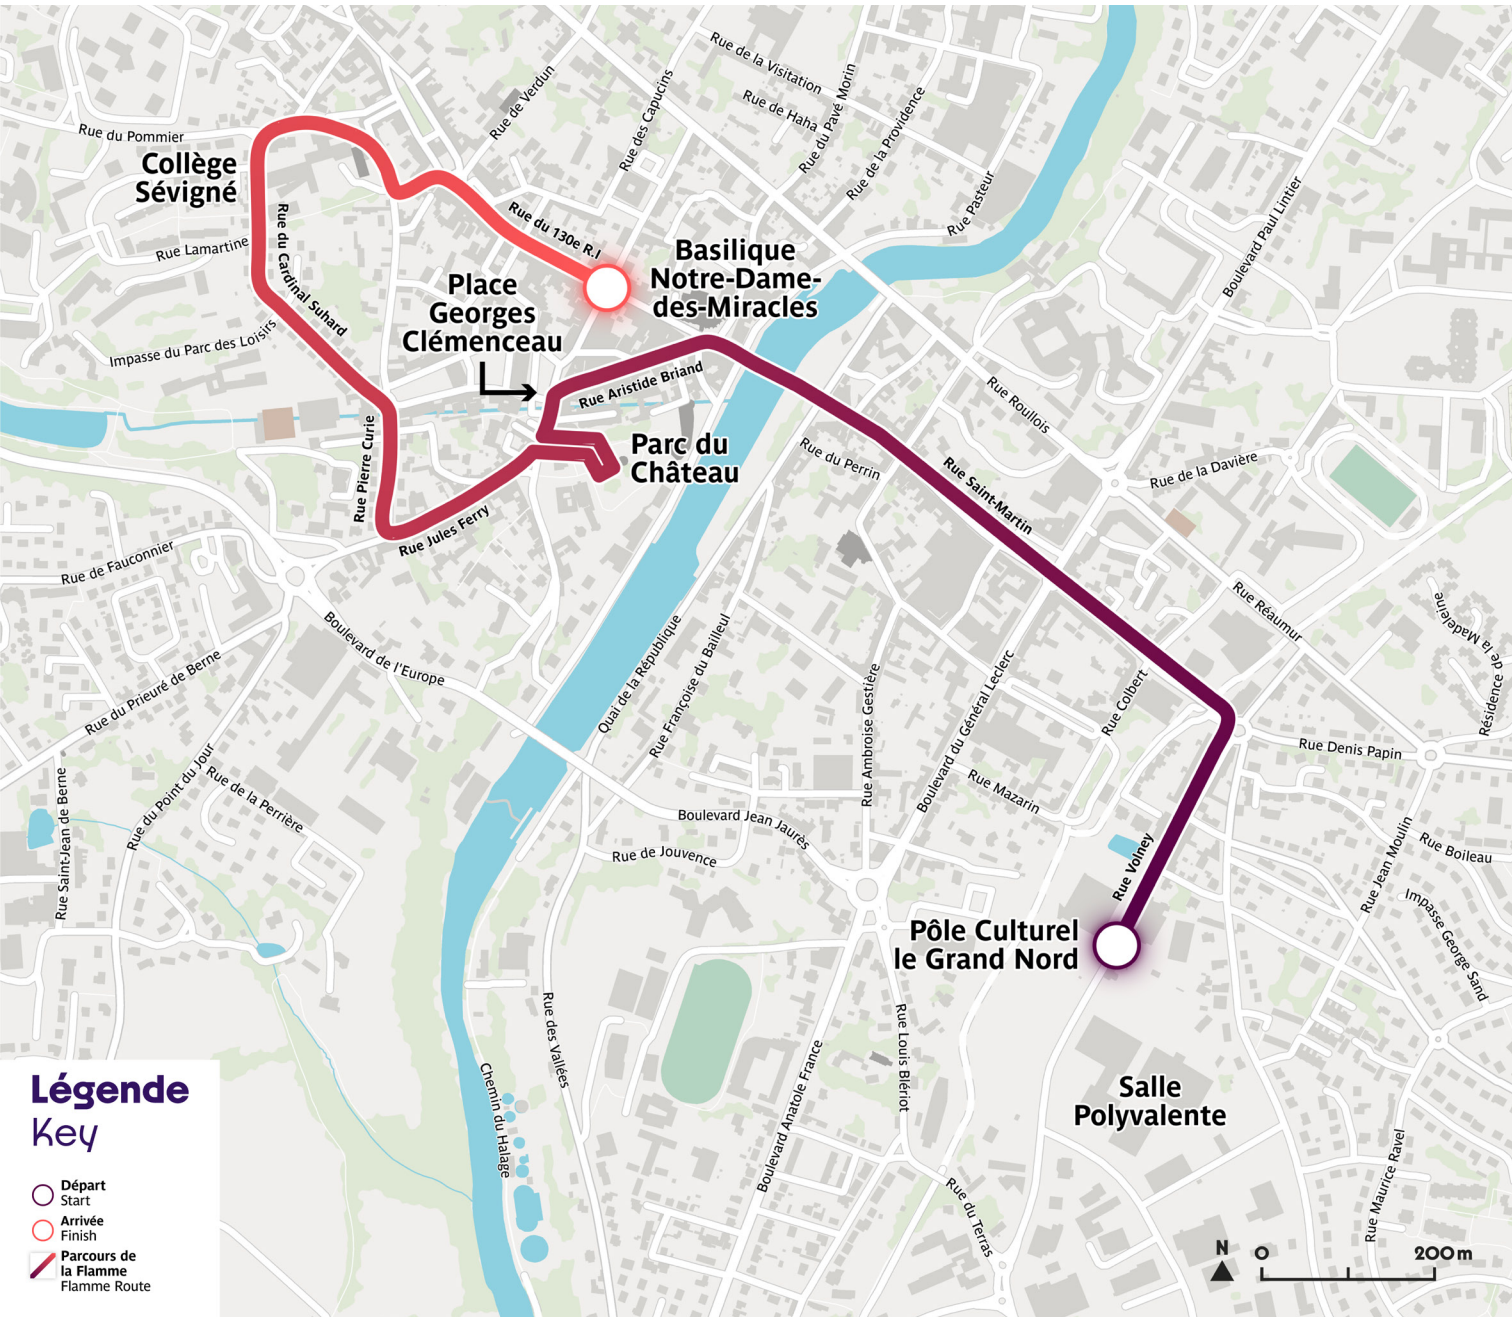 Rue de la Visitation
Rue de Verdun
Rue des Capucins
Rue de Haha
Rue du Pavé Morin
Rue de la Providence
Rue du Pommier
Collège
Sévigné
Rue Pasteur
Boulevard Paul Lintier
Rue du 130e R.I
Rue du Cardinal Suhard
Rue Lamartine
Basilique
Notre-Dame-
des-Miracles
Place
Georges
Clémenceau
Impasse du Parc des Loisirs
Rue Aristide Briand
Rue Roullois
Parc du
Château
Rue du Perrin
Rue Pierre Curie
Rue Saint-Martin
Rue de la Davière
Rue Jules Ferry
Rue de Fauconnier
Rue Réaumur
Résidence de la Madeleine
Boulevard de l'Europe
Quai de la République
Rue Françoise du Bailleul
Rue du Prieuré de Berne
Rue Ambroise Gestière
Boulevard du Général Leclerc
Rue Colbert
Rue Denis Papin
Rue Saint-Jean de Berne
Rue du Point du Jour
Rue de la Perrière
Rue Mazarin
Boulevard Jean Jaurès
Rue de Jouvence
Rue Volney
Rue Jean Moulin
Rue Boileau
Impasse George Sand
Pôle Culturel
le Grand Nord
Rue des Vallées
Rue Louis Blériot
Boulevard Anatole France
Chemin du Halage
Salle
Polyvalente
Rue du Terras
Rue Maurice Ravel
Légende
Key
Départ
Start
Arrivée
Finish
Parcours de
la Flamme
Flamme Route
N
0 200 m